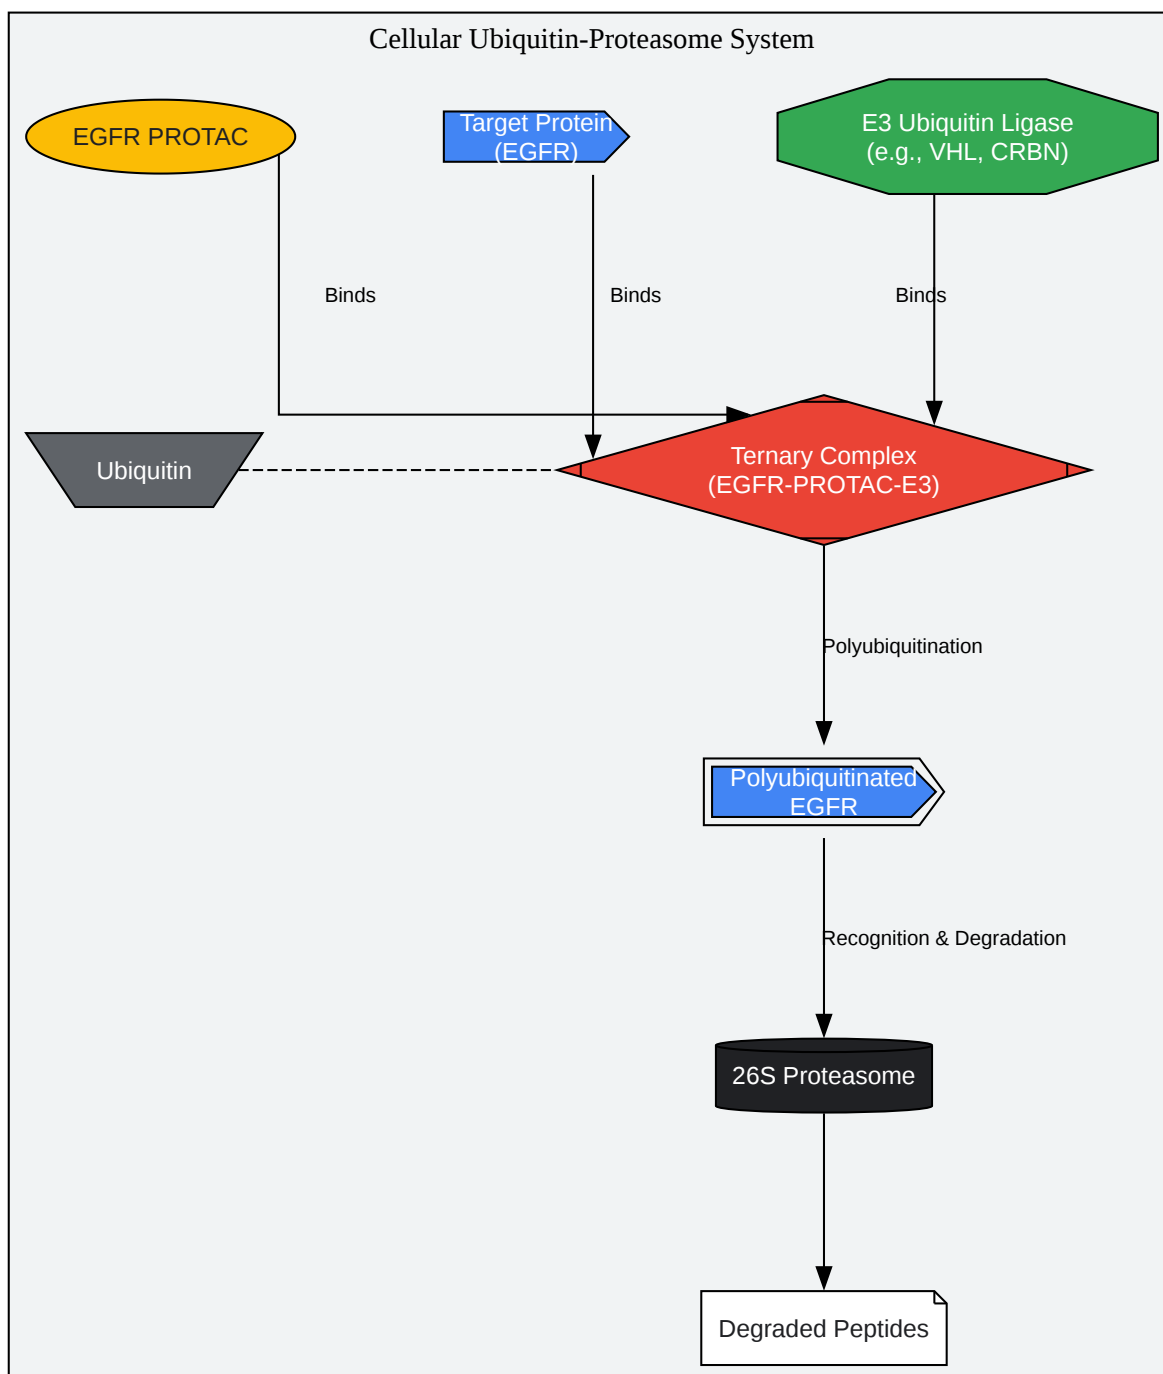 Cellular Ubiquitin-Proteasome System
EGFR PROTAC
Target Protein
(EGFR)
E3 Ubiquitin Ligase
(e.g., VHL, CRBN)
Binds
Binds
Binds
Ubiquitin
Ternary Complex
(EGFR-PROTAC-E3)
Polyubiquitination
Polyubiquitinated
EGFR
Recognition & Degradation
26S Proteasome
Degraded Peptides